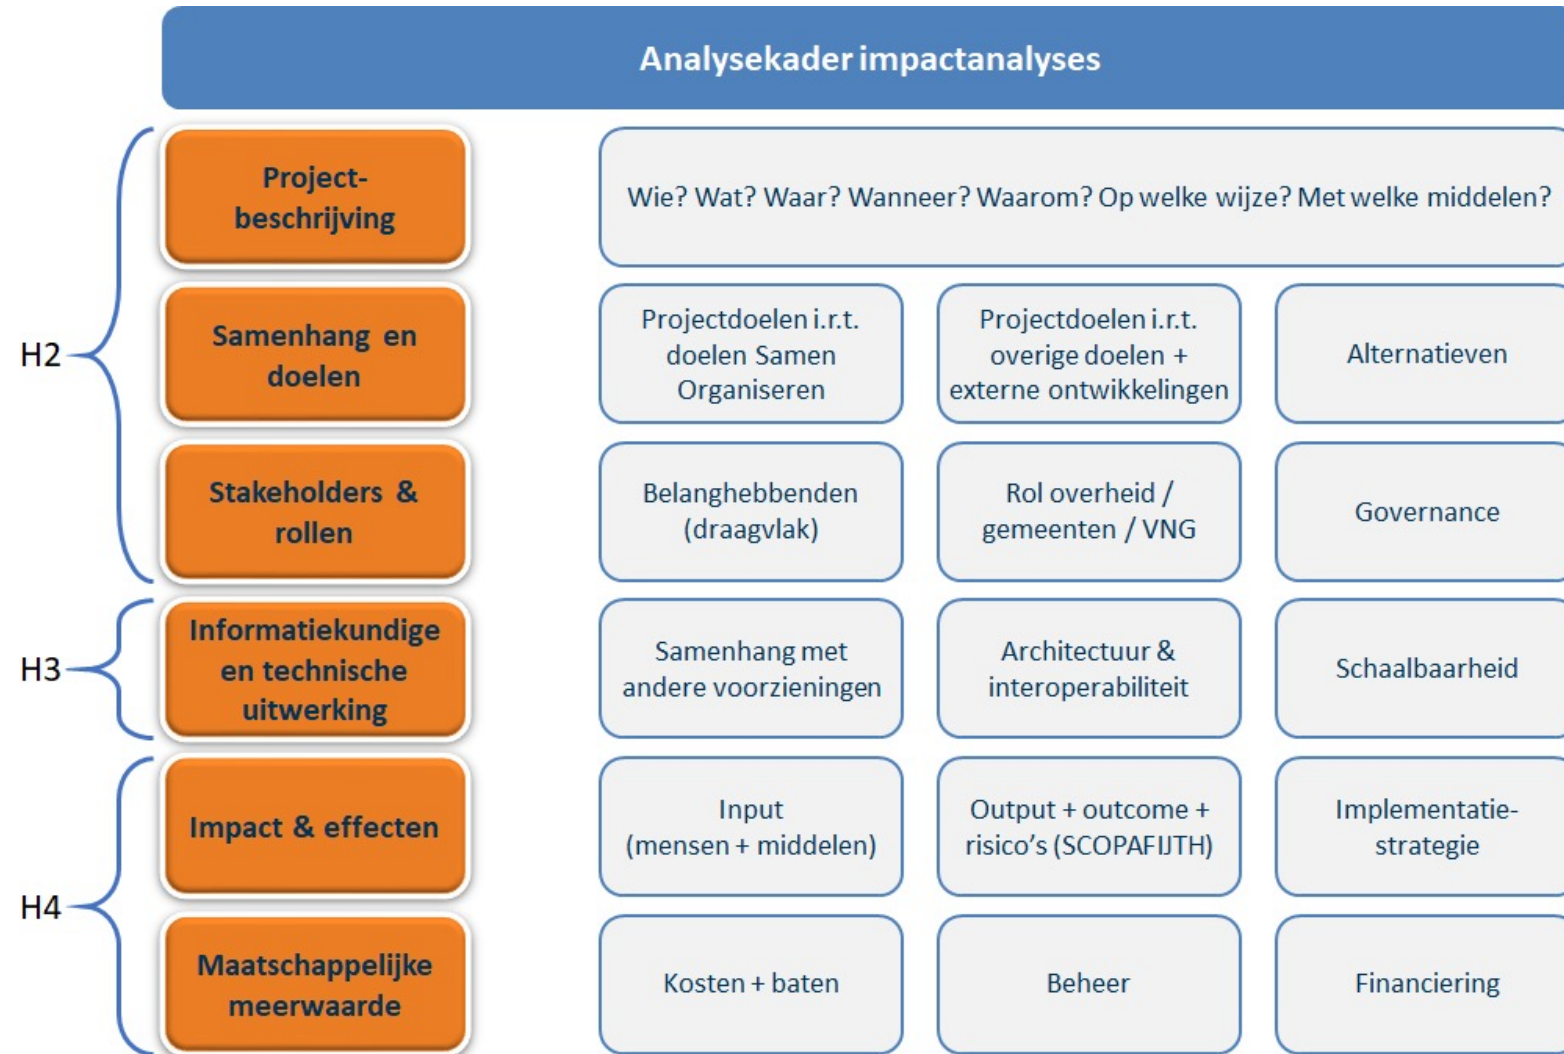 Analysekader impactanalyses
H2
Project-
beschrijving
Wie? Wat? Waar? Wanneer? Waarom? Op welke wijze? Met welke middelen?
Samenhang en
doelen
Projectdoelen i.r.t.
doelen Samen
Organiseren
Projectdoelen i.r.t.
overige doelen +
externe ontwikkelingen
Alternatieven
Stakeholders &
rollen
Belanghebbenden
(draagvlak)
Rol overheid /
gemeenten / VNG
Governance
H3
Informatiekundige
en technische
uitwerking
Samenhang met
andere voorzieningen
Architectuur &
interoperabiliteit
Schaalbaarheid
H4
Impact & effecten
Input
(mensen + middelen)
Output + outcome +
risico's (SCOPAFIJTH)
Implementatie-
strategie
Maatschappelijke
meerwaarde
Kosten + baten
Beheer
Financiering